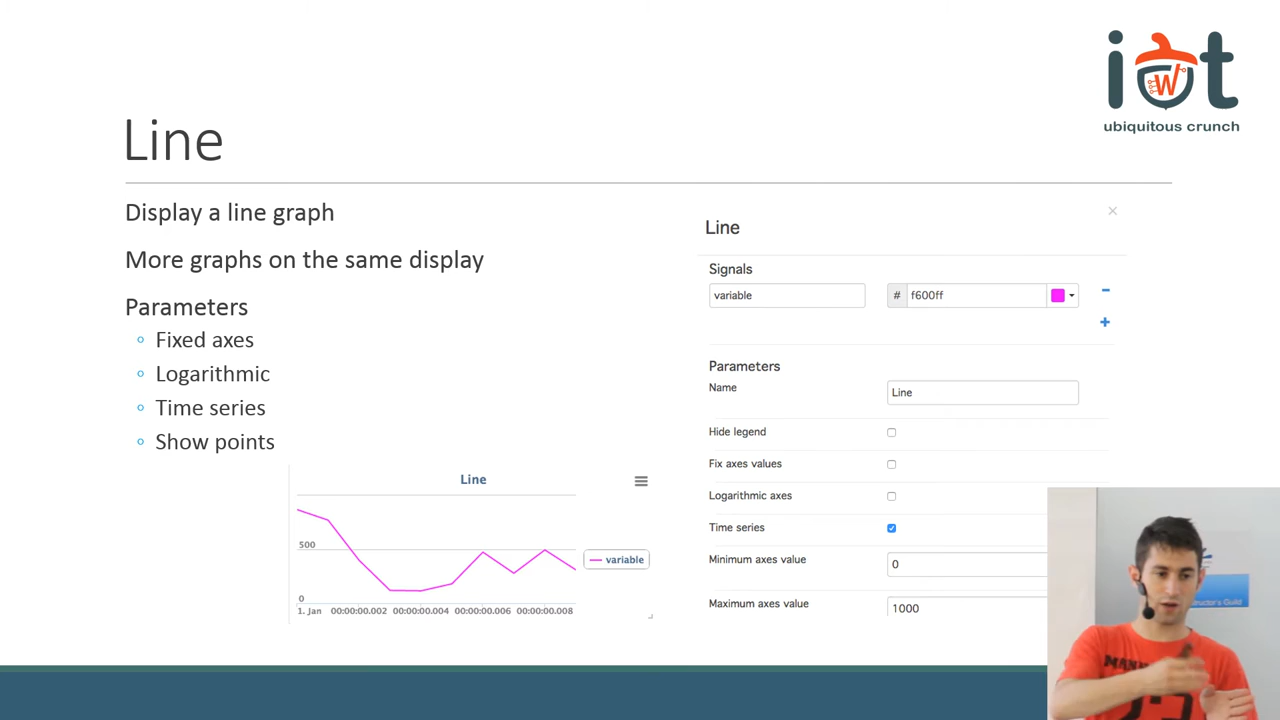 iot
W
ubiquitous crunch
Line
Display a line graph
More graphs on the same display
Parameters
Fixed axes
Logarithmic
Time series
Show points
Line
500
0
1. Jan 00:00:00.002 00:00:00.004 00:00:00.006 00:00:00.008
variable
Line
Signals
variable # f600ff
Parameters
Name Line
Hide legend
Fix axes values
Logarithmic axes
Time series
Minimum axes value 0
Maximum axes value 1000